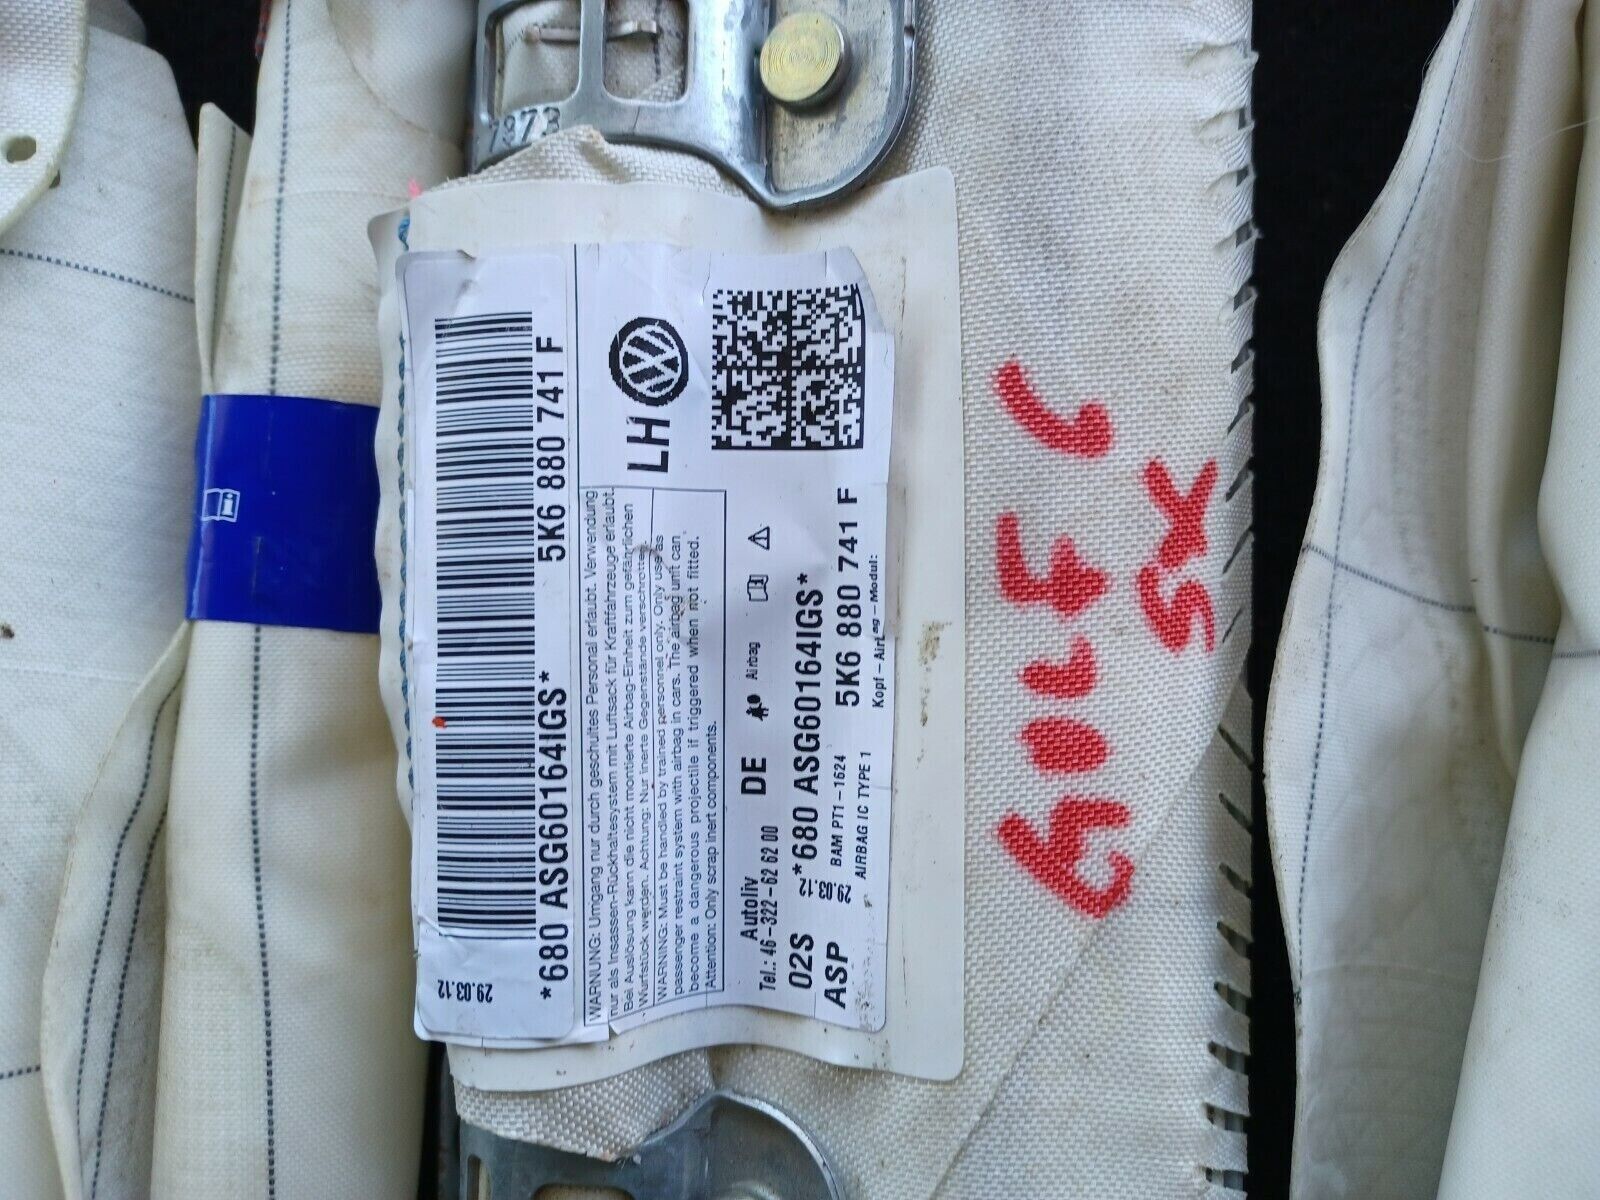 7373
29.03.12
*680 ASG60164IGS*
5K6 880 741 F
WARNUNG: Umgang nur durch geschultes Personal erlaubt. Verwendung
nur als Insassen-Rückhaltesystem mit Luftsack für Kraftfahrzeuge erlaubt.
Bei Auslösung kann die nicht montierte Airbag-Einheit zum gefährlichen
Wurfstück werden. Achtung: Nur inerte Gegenstände verschrotten.
WARNING: Must be handled by trained personnel only. Only use as
passenger restraint system with airbag in cars. The airbag unit can
become a dangerous projectile if triggered when not fitted.
Attention: Only scrap inert components.
LH
Autoliv
Tel.: 46-322-62 62 00
DE
Airbag
02S
29.03.12
*680 ASG60164IGS*
BAM PT1-1624
5K6 880 741 F
ASP
AIRBAG IC TYPE 1
Kopf-Airbag-Modul:
GOLF 6
SX